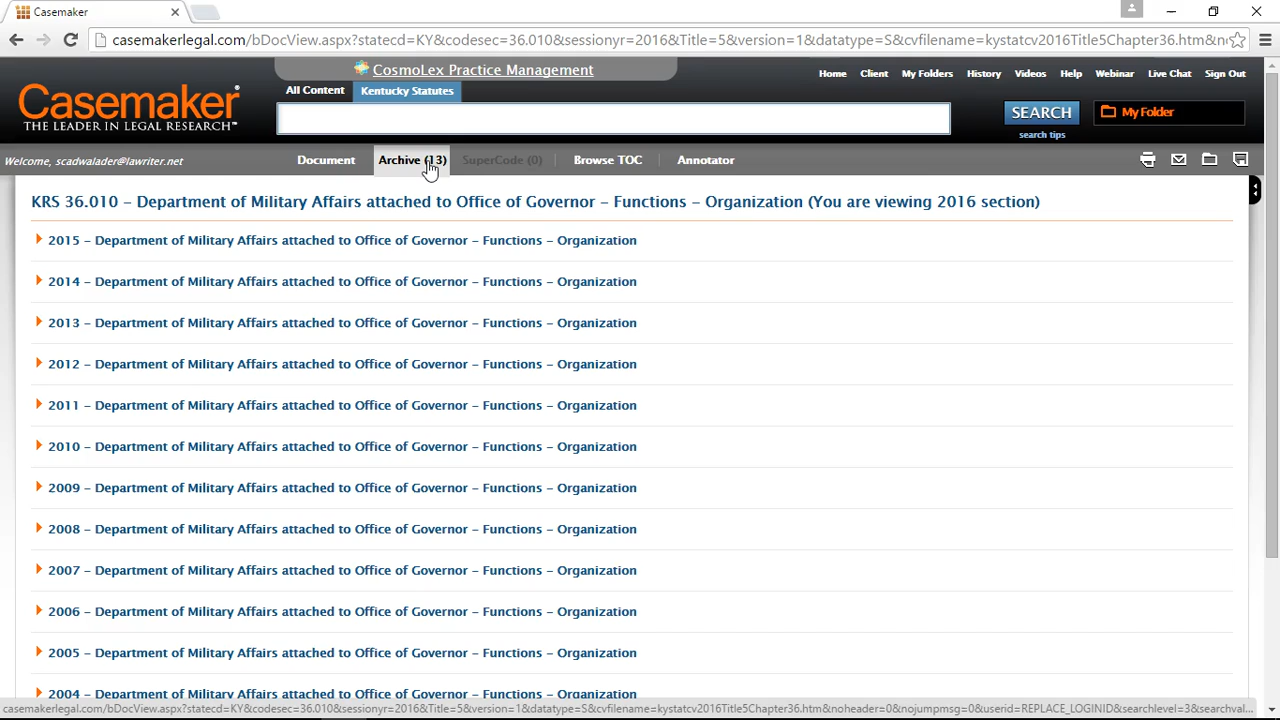 Casemaker
casemakerlegal.com/bDocView.aspx?statecd=KY&codesec=36.010&sessionyr=2016&Title=5&version=1&datatype=S&cvfilename=kystatcv2016Title5Chapter36.htm&n
CosmoLex Practice Management
Home Client My Folders History Videos Help Webinar Live Chat Sign Out
All Content Kentucky Statutes
Casemaker
THE LEADER IN LEGAL RESEARCH™
SEARCH
My Folder
search tips
Welcome, scadwalader@lawriter.net
Document Archive (13) SuperCode (0) Browse TOC Annotator
KRS 36.010 – Department of Military Affairs attached to Office of Governor – Functions – Organization (You are viewing 2016 section)
2015 – Department of Military Affairs attached to Office of Governor – Functions – Organization
2014 – Department of Military Affairs attached to Office of Governor – Functions – Organization
2013 – Department of Military Affairs attached to Office of Governor – Functions – Organization
2012 – Department of Military Affairs attached to Office of Governor – Functions – Organization
2011 – Department of Military Affairs attached to Office of Governor – Functions – Organization
2010 – Department of Military Affairs attached to Office of Governor – Functions – Organization
2009 – Department of Military Affairs attached to Office of Governor – Functions – Organization
2008 – Department of Military Affairs attached to Office of Governor – Functions – Organization
2007 – Department of Military Affairs attached to Office of Governor – Functions – Organization
2006 – Department of Military Affairs attached to Office of Governor – Functions – Organization
2005 – Department of Military Affairs attached to Office of Governor – Functions – Organization
2004 – Department of Military Affairs attached to Office of Governor – Functions – Organization
casemakerlegal.com/bDocView.aspx?statecd=KY&codesec=36.010&sessionyr=2016&Title=5&version=1&datatype=S&cvfilename=kystatcv2016Title5Chapter36.htm&noheader=0&nojumpmsg=0&userid=REPLACE_LOGINID&searchlevel=3&searchval...